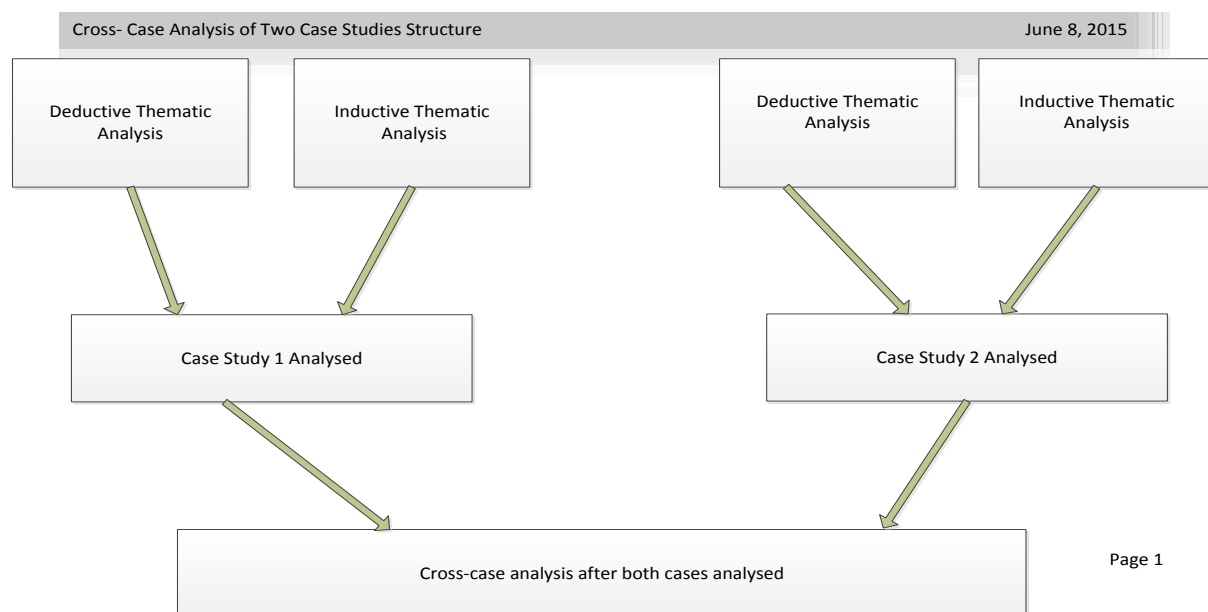 Cross- Case Analysis of Two Case Studies Structure
June 8, 2015
Deductive Thematic
Analysis
Inductive Thematic
Analysis
Deductive Thematic
Analysis
Inductive Thematic
Analysis
Case Study 1 Analysed
Case Study 2 Analysed
Cross-case analysis after both cases analysed
Page 1